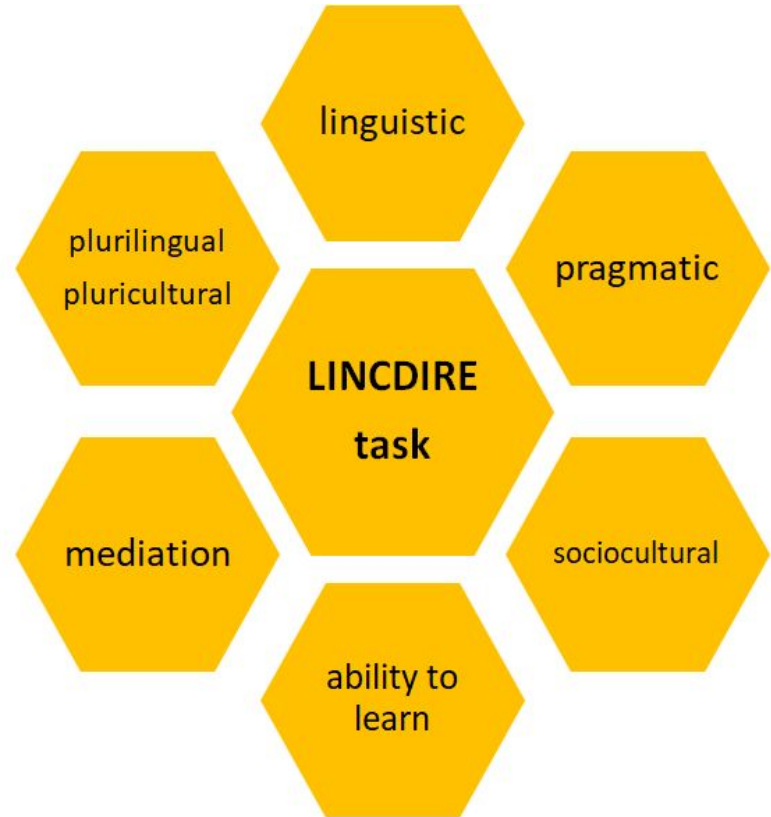 linguistic
plurilingual
pluricultural
pragmatic
LINCDIRE
task
mediation
sociocultural
ability to
learn